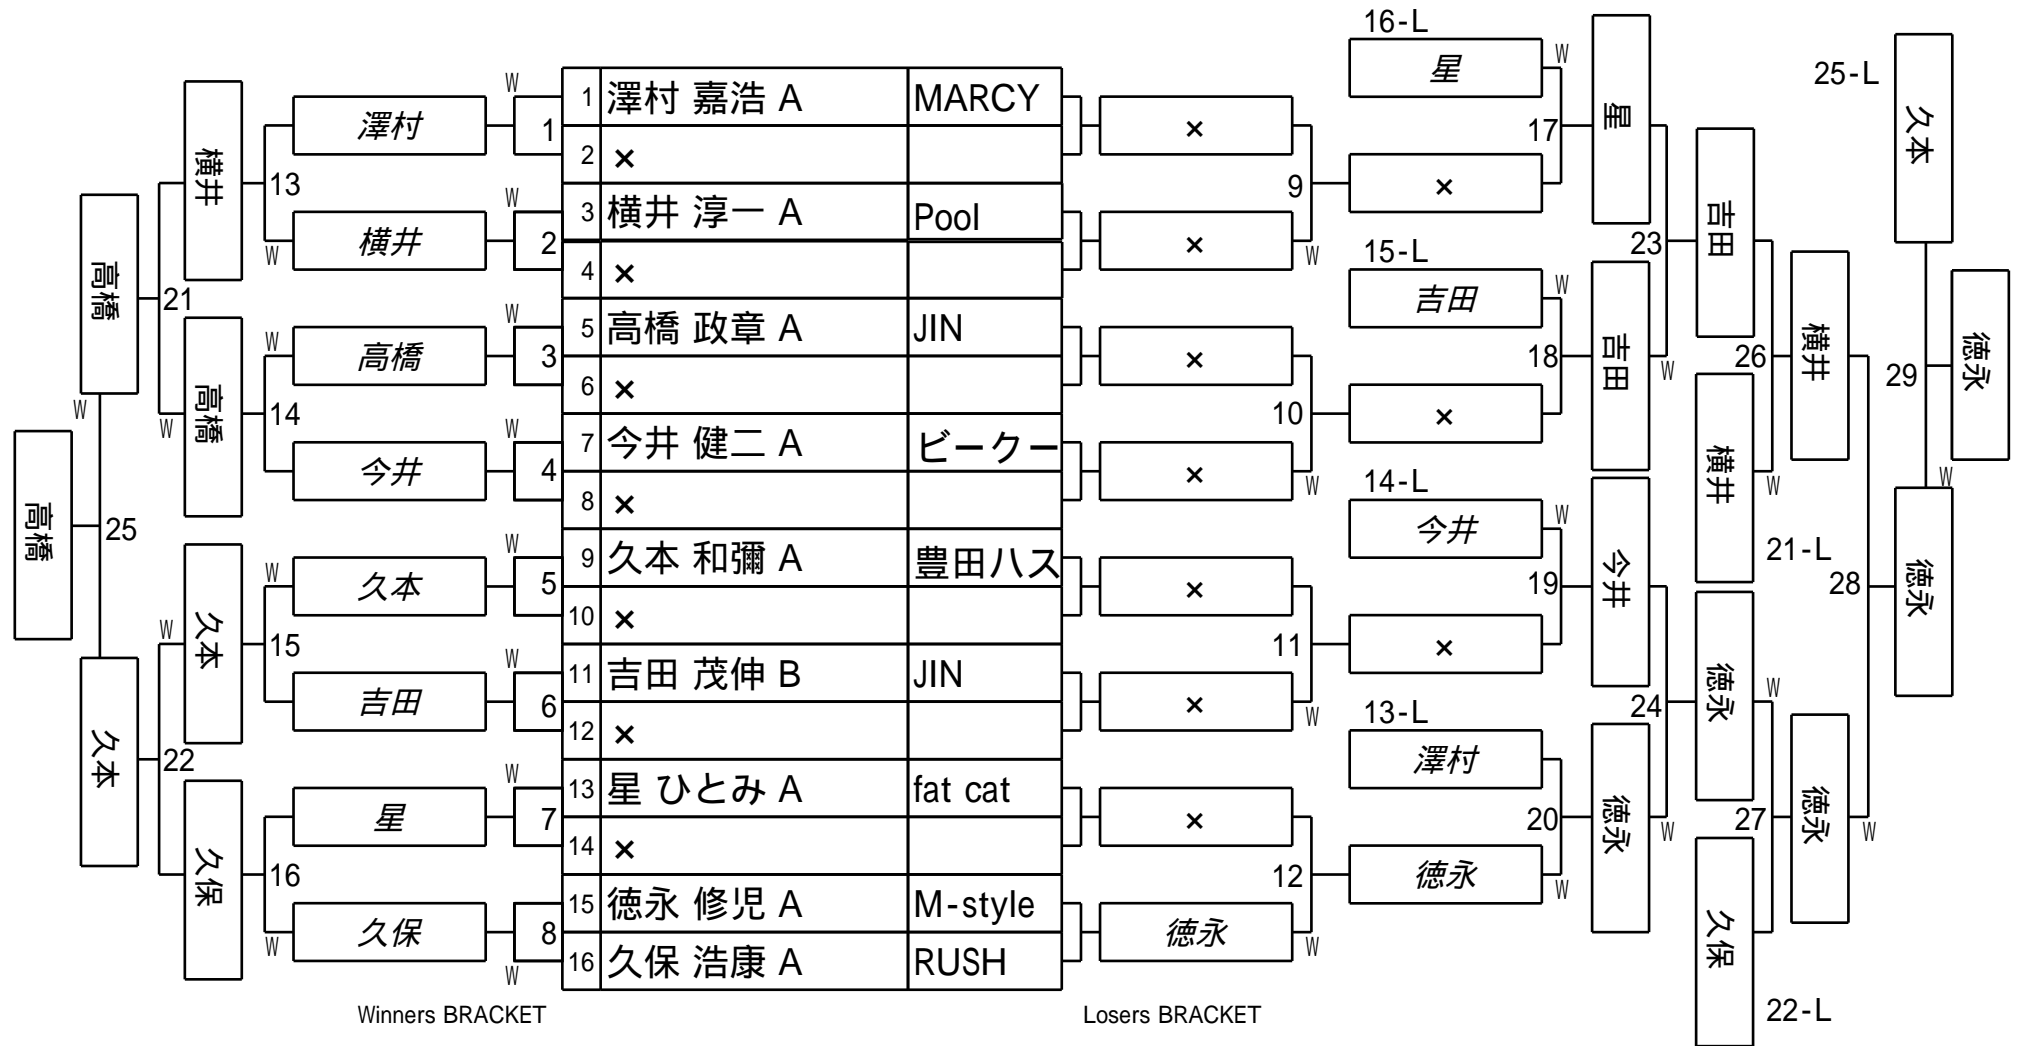 16-L
星
W
25-L
W
1 澤村 嘉浩 A MARCY
1
2 ×
W
3 横井 淳一 A Pool
2
4 ×
W
5 高橋 政章 A JIN
3
6 ×
W
7 今井 健二 A ビークー
4
8 ×
W
9 久本 和彌 A 豊田ハス
5
10 ×
W
11 吉田 茂伸 B JIN
6
12 ×
W
13 星 ひとみ A fat cat
7
14 ×
15 徳永 修児 A M-style
8
16 久保 浩康 A RUSH
W
澤村
13
横井
W
W
高橋
14
今井
W
久本
15
吉田
星
16
久保
W
横井
21
高橋
W
W
久本
22
久保
高橋
W
25
久本
高橋
×
9
×
W
×
10
×
W
×
11
×
W
×
12
徳永
W
17
×
15-L
吉田
W
18
×
14-L
今井
W
19
×
13-L
澤村
20
徳永
W
星
23
吉田
W
今井
24
徳永
W
吉田
26
横井
W
21-L
徳永
W
27
久保
22-L
横井
28
徳永
W
久本
29
徳永
W
徳永
Winners BRACKET
Losers BRACKET